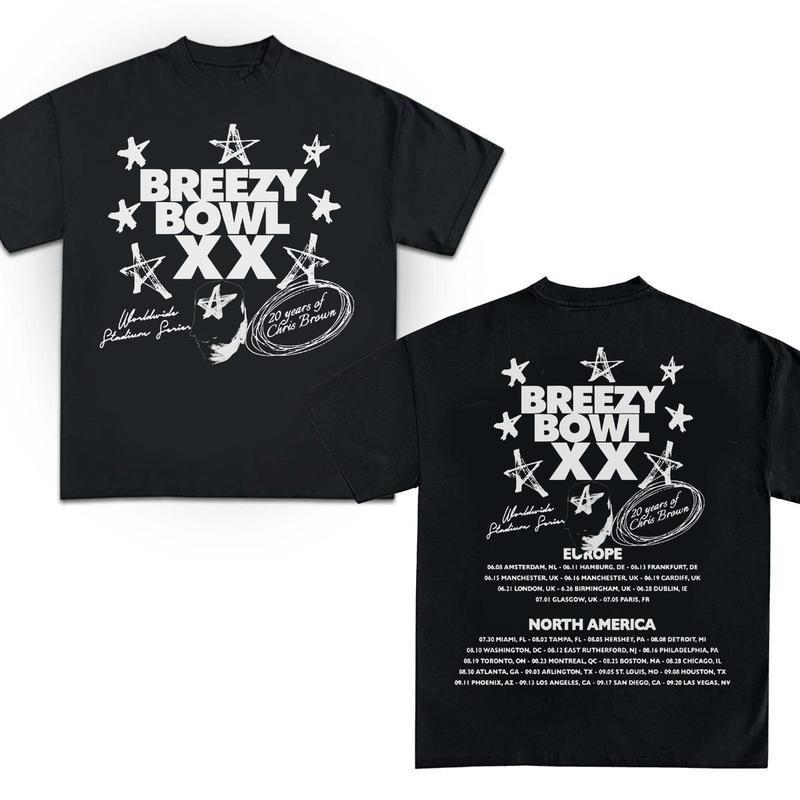 BREEZY
BOWL
XX
Worldwide
Stadium Series
20 years of
Chris Brown
BREEZY
BOWL
XX
Worldwide
Stadium Series
20 years of
Chris Brown
EUROPE
06.08 AMSTERDAM, NL - 06.11 HAMBURG, DE - 06.13 FRANKFURT, DE
06.15 MANCHESTER, UK - 06.16 MANCHESTER, UK - 06.19 CARDIFF, UK
06.21 LONDON, UK - 6.26 BIRMINGHAM, UK - 06.28 DUBLIN, IE
07.01 GLASGOW, UK - 07.05 PARIS, FR
NORTH AMERICA
07.30 MIAMI, FL - 08.02 TAMPA, FL - 08.05 HERSHEY, PA - 08.08 DETROIT, MI
08.10 WASHINGTON, DC - 08.12 EAST RUTHERFORD, NJ - 08.16 PHILADELPHIA, PA
08.19 TORONTO, ON - 08.23 MONTREAL, QC - 08.25 BOSTON, MA - 08.28 CHICAGO, IL
08.30 ATLANTA, GA - 09.03 ARLINGTON, TX - 09.05 ST. LOUIS, MO - 09.08 HOUSTON, TX
09.11 PHOENIX, AZ - 09.13 LOS ANGELES, CA - 09.17 SAN DIEGO, CA - 09.20 LAS VEGAS, NV